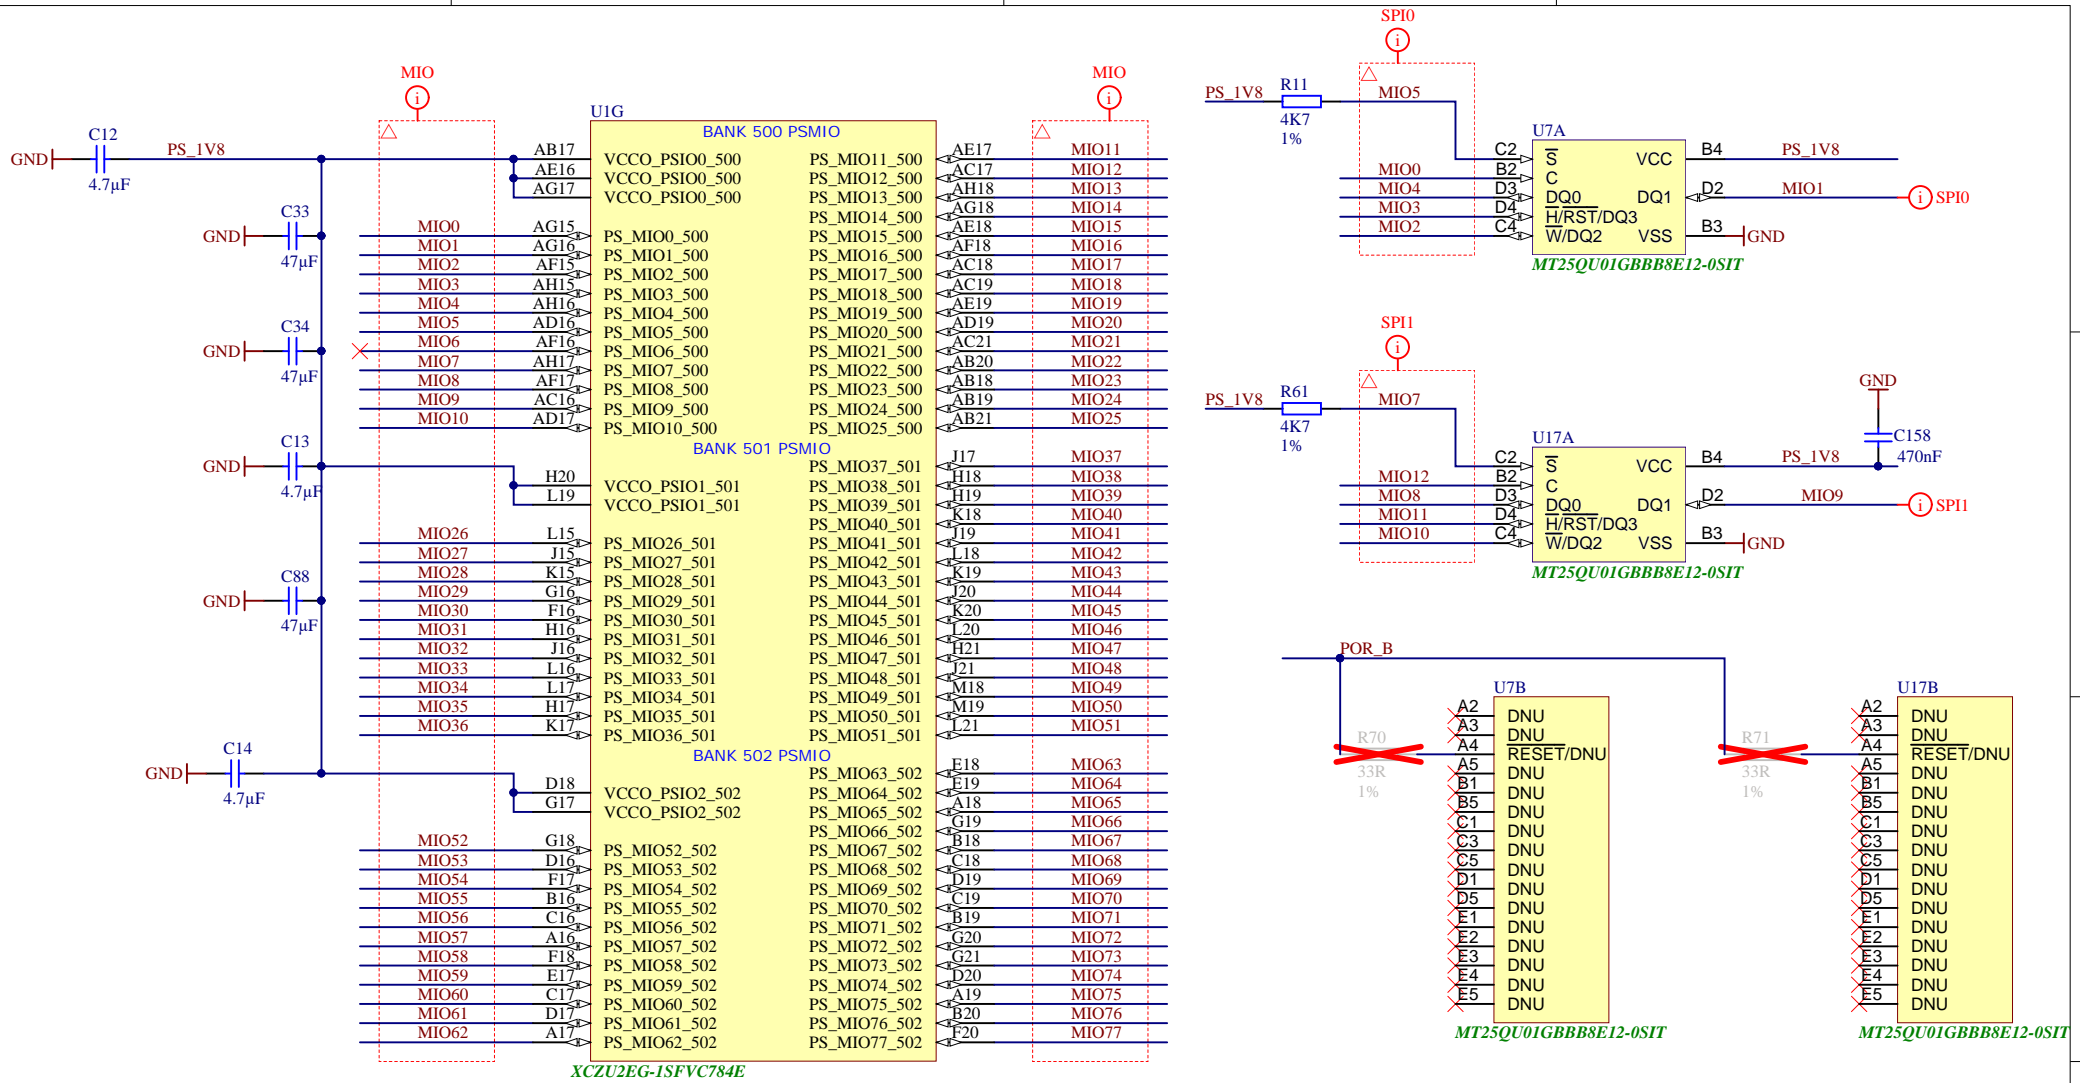 SPI0
MIO
MIO
C12
4.7µF
GND
PS_1V8
C33
GND
47µF
C34
GND
47µF
C13
GND
4.7µF
C88
GND
47µF
C14
GND
4.7µF
U1G
BANK 500 PSMIO
AB17 VCCO_PSIO0_500
AE16 VCCO_PSIO0_500
AG17 VCCO_PSIO0_500
MIO0 AG15 PS_MIO0_500
MIO1 AG16 PS_MIO1_500
MIO2 AF15 PS_MIO2_500
MIO3 AH15 PS_MIO3_500
MIO4 AH16 PS_MIO4_500
MIO5 AD16 PS_MIO5_500
MIO6 AF16 PS_MIO6_500
MIO7 AH17 PS_MIO7_500
MIO8 AF17 PS_MIO8_500
MIO9 AC16 PS_MIO9_500
MIO10 AD17 PS_MIO10_500
PS_MIO11_500 AE17 MIO11
PS_MIO12_500 AC17 MIO12
PS_MIO13_500 AH18 MIO13
PS_MIO14_500 AG18 MIO14
PS_MIO15_500 AE18 MIO15
PS_MIO16_500 AF18 MIO16
PS_MIO17_500 AC18 MIO17
PS_MIO18_500 AC19 MIO18
PS_MIO19_500 AE19 MIO19
PS_MIO20_500 AD19 MIO20
PS_MIO21_500 AC21 MIO21
PS_MIO22_500 AB20 MIO22
PS_MIO23_500 AB18 MIO23
PS_MIO24_500 AB19 MIO24
PS_MIO25_500 AB21 MIO25
BANK 501 PSMIO
H20 VCCO_PSIO1_501
L19 VCCO_PSIO1_501
MIO26 L15 PS_MIO26_501
MIO27 J15 PS_MIO27_501
MIO28 K15 PS_MIO28_501
MIO29 G16 PS_MIO29_501
MIO30 F16 PS_MIO30_501
MIO31 H16 PS_MIO31_501
MIO32 J16 PS_MIO32_501
MIO33 L16 PS_MIO33_501
MIO34 L17 PS_MIO34_501
MIO35 H17 PS_MIO35_501
MIO36 K17 PS_MIO36_501
PS_MIO37_501 J17 MIO37
PS_MIO38_501 H18 MIO38
PS_MIO39_501 H19 MIO39
PS_MIO40_501 K18 MIO40
PS_MIO41_501 J19 MIO41
PS_MIO42_501 L18 MIO42
PS_MIO43_501 K19 MIO43
PS_MIO44_501 J20 MIO44
PS_MIO45_501 K20 MIO45
PS_MIO46_501 L20 MIO46
PS_MIO47_501 H21 MIO47
PS_MIO48_501 J21 MIO48
PS_MIO49_501 M18 MIO49
PS_MIO50_501 M19 MIO50
PS_MIO51_501 L21 MIO51
BANK 502 PSMIO
D18 VCCO_PSIO2_502
G17 VCCO_PSIO2_502
MIO52 G18 PS_MIO52_502
MIO53 D16 PS_MIO53_502
MIO54 F17 PS_MIO54_502
MIO55 B16 PS_MIO55_502
MIO56 C16 PS_MIO56_502
MIO57 A16 PS_MIO57_502
MIO58 F18 PS_MIO58_502
MIO59 E17 PS_MIO59_502
MIO60 C17 PS_MIO60_502
MIO61 D17 PS_MIO61_502
MIO62 A17 PS_MIO62_502
PS_MIO63_502 E18 MIO63
PS_MIO64_502 E19 MIO64
PS_MIO65_502 A18 MIO65
PS_MIO66_502 G19 MIO66
PS_MIO67_502 B18 MIO67
PS_MIO68_502 C18 MIO68
PS_MIO69_502 D19 MIO69
PS_MIO70_502 C19 MIO70
PS_MIO71_502 B19 MIO71
PS_MIO72_502 G20 MIO72
PS_MIO73_502 G21 MIO73
PS_MIO74_502 D20 MIO74
PS_MIO75_502 A19 MIO75
PS_MIO76_502 B20 MIO76
PS_MIO77_502 F20 MIO77
XCZU2EG-1SFVC784E
PS_1V8 R11 MIO5
4K7
1%
U7A
C2 S VCC B4 PS_1V8
MIO0 B2 C
MIO4 D3 DQ0 DQ1 D2 MIO1 SPI0
MIO3 D4 H/RST/DQ3
MIO2 C4 W/DQ2 VSS B3 GND
MT25QU01GBBB8E12-0SIT
SPI1
PS_1V8 R61 MIO7
4K7
1%
GND
C158
470nF
U17A
C2 S VCC B4 PS_1V8
MIO12 B2 C
MIO8 D3 DQ0 DQ1 D2 MIO9 SPI1
MIO11 D4 H/RST/DQ3
MIO10 C4 W/DQ2 VSS B3 GND
MT25QU01GBBB8E12-0SIT
POR_B
R70
33R
1%
U7B
A2 DNU
A3 DNU
A4 RESET/DNU
A5 DNU
B1 DNU
B5 DNU
C1 DNU
C3 DNU
C5 DNU
D1 DNU
D5 DNU
E1 DNU
E2 DNU
E3 DNU
E4 DNU
E5 DNU
MT25QU01GBBB8E12-0SIT
R71
33R
1%
U17B
A2 DNU
A3 DNU
A4 RESET/DNU
A5 DNU
B1 DNU
B5 DNU
C1 DNU
C3 DNU
C5 DNU
D1 DNU
D5 DNU
E1 DNU
E2 DNU
E3 DNU
E4 DNU
E5 DNU
MT25QU01GBBB8E12-0SIT